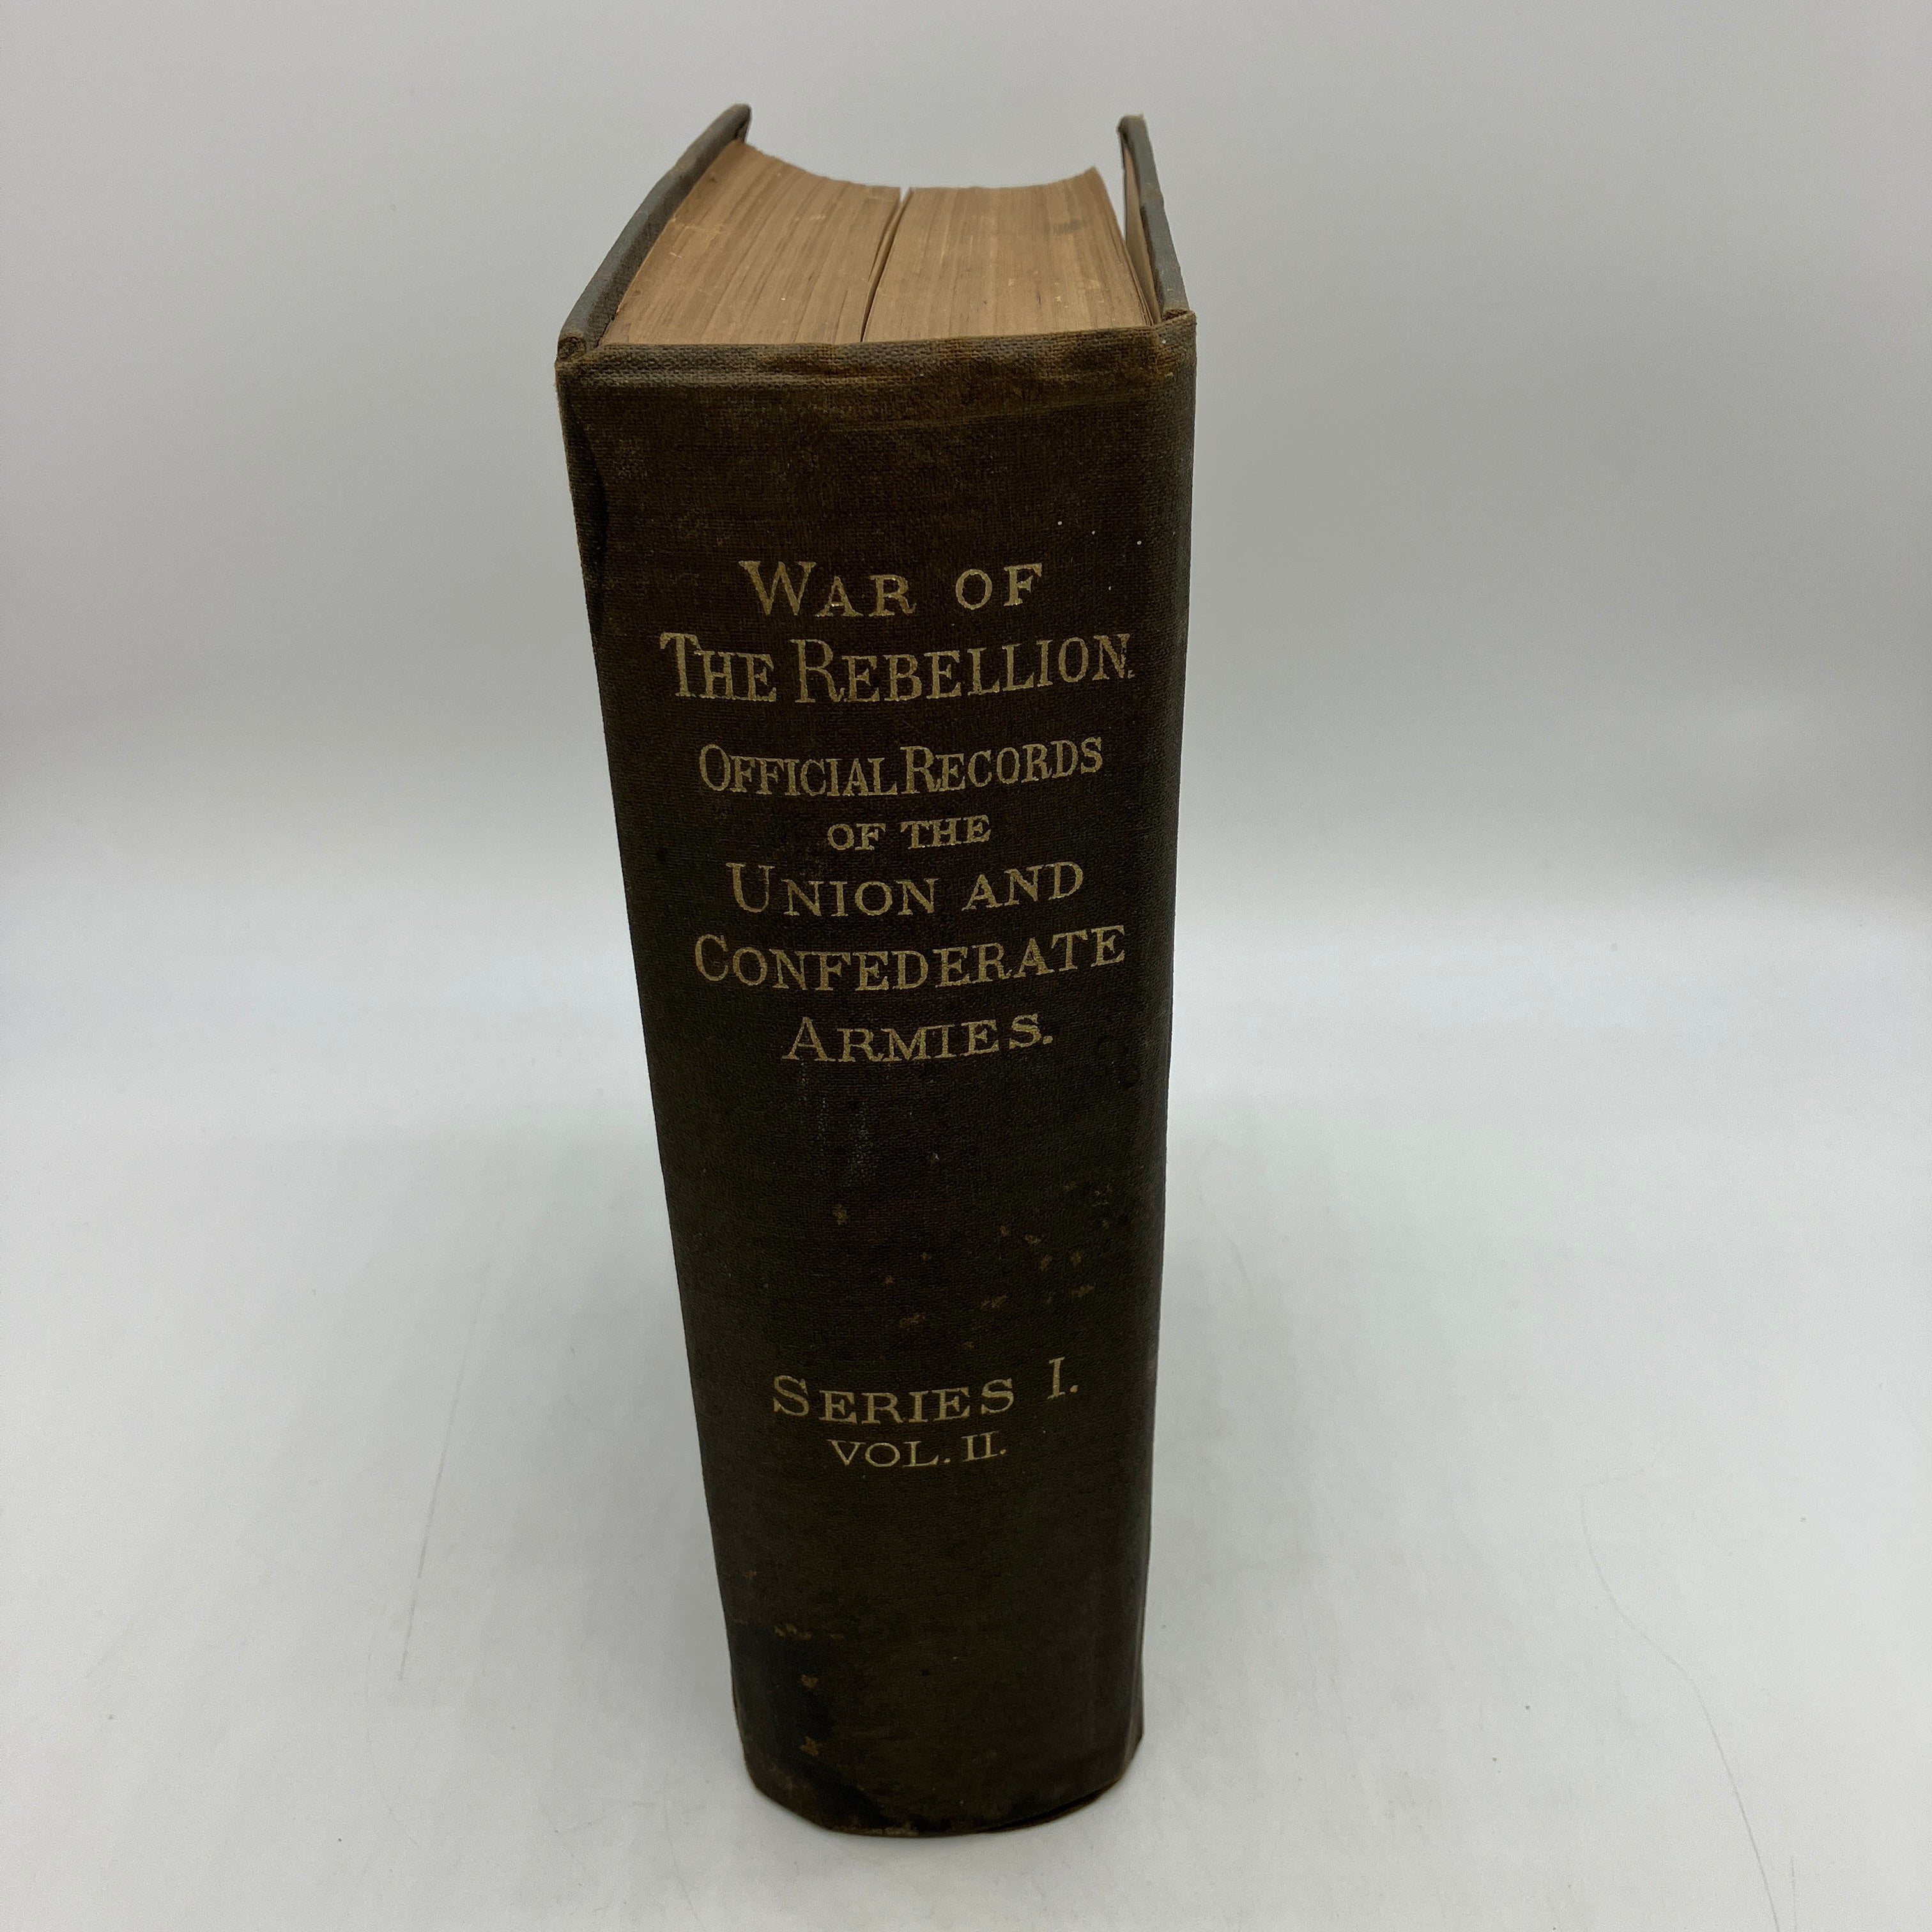 WAR OF
THE REBELLION.
OFFICIAL RECORDS
OF THE
UNION AND
CONFEDERATE
ARMIES.
SERIES I.
VOL. II.